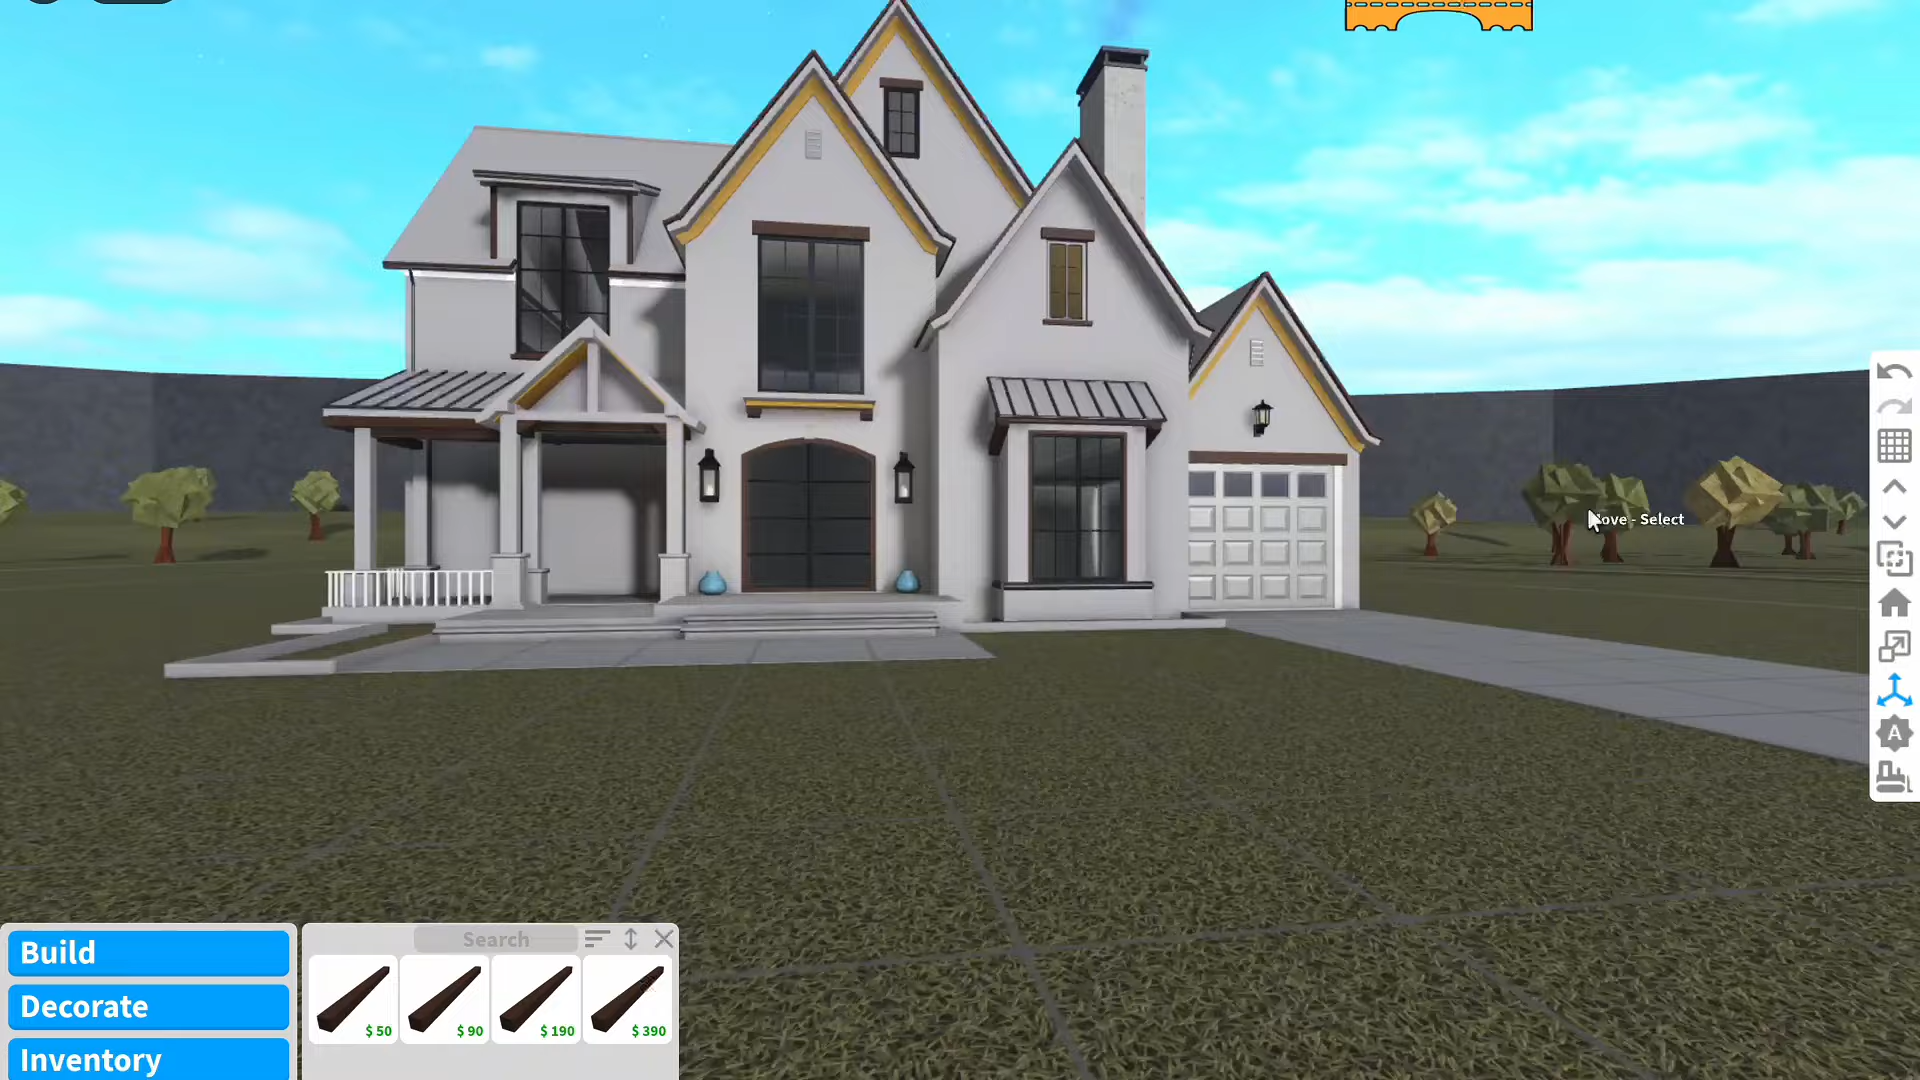 Move - Select
A
Build
Decorate
Inventory
Search
$ 50
$ 90
$ 190
$ 390